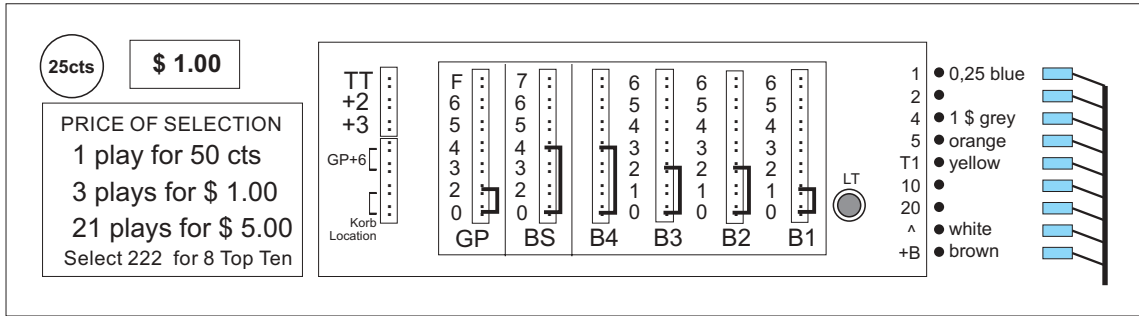 25cts
$ 1.00
PRICE OF SELECTION
1 play for 50 cts
3 plays for $ 1.00
21 plays for $ 5.00
Select 222 for 8 Top Ten
TT
+2
+3
GP+6
Korb
Location
F 7 6 6 6
6 6 5 5 5
5 5 4 4 4
4 4 3 3 3
3 3 2 2 2
2 2 1 1 1
0 0 0 0 0
GP BS B4 B3 B2 B1
LT
1 0,25 blue
2
4 1 $ grey
5 orange
T1 yellow
10
20
^ white
+B brown